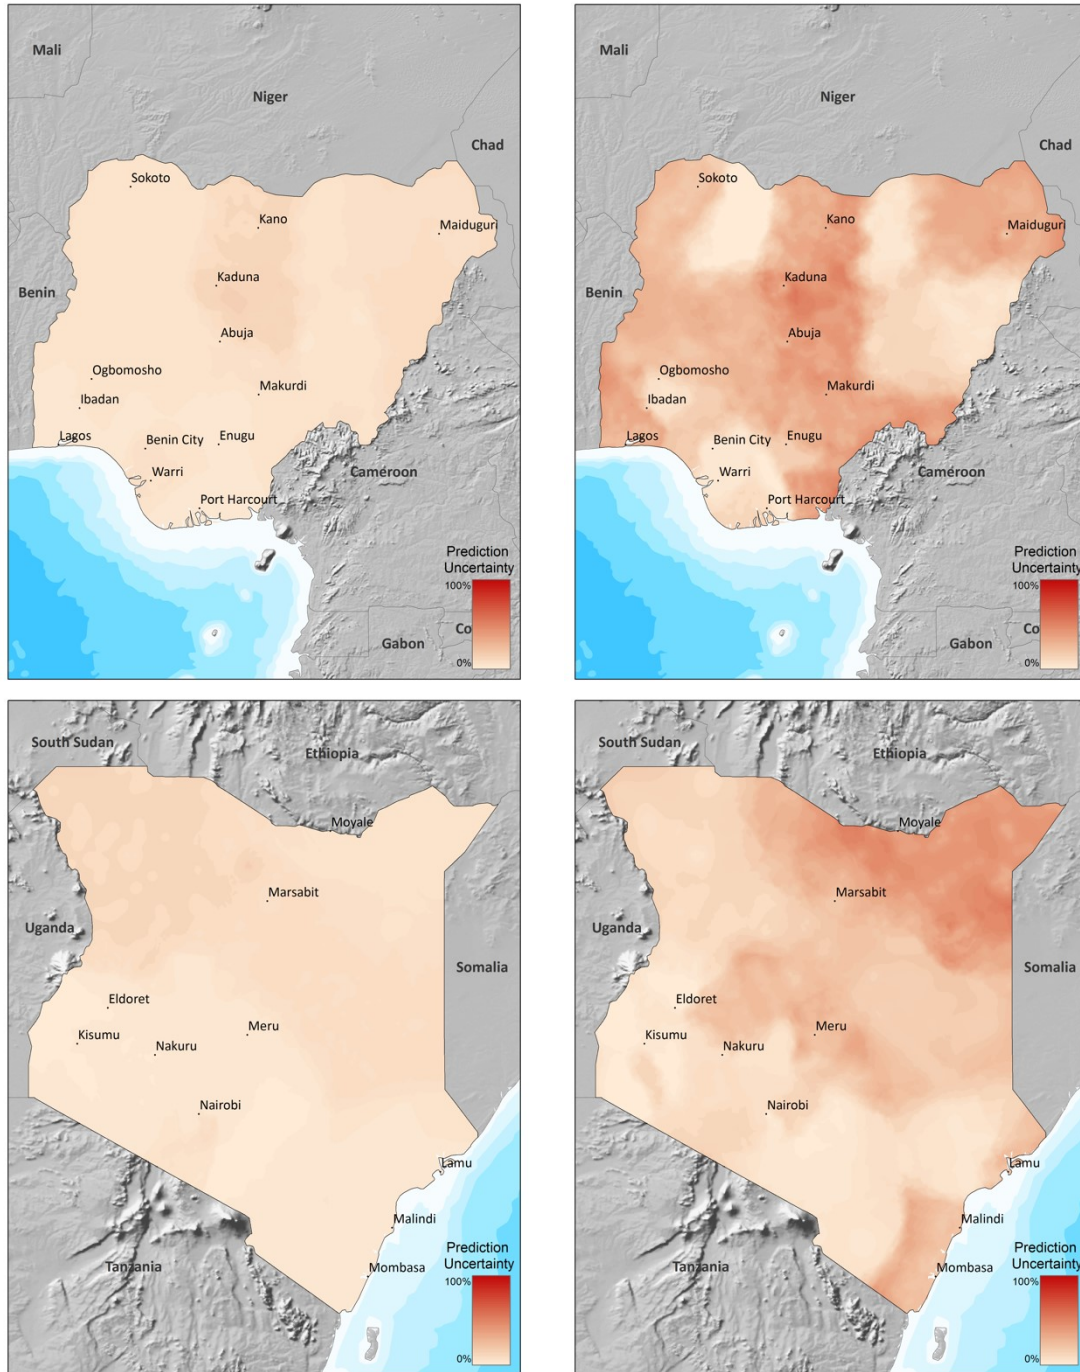 Mali
Niger
Chad
Sokoto
Kano
Maiduguri
Kaduna
Benin
Abuja
Ogbomosho
Makurdi
Ibadan
Lagos
Benin City
Enugu
Warri
Cameroon
Port Harcourt
Prediction
Uncertainty
100%
Co
Gabon
0%
Mali
Niger
Chad
Sokoto
Kano
Maiduguri
Kaduna
Benin
Abuja
Ogbomosho
Makurdi
Ibadan
Lagos
Benin City
Enugu
Warri
Cameroon
Port Harcourt
Prediction
Uncertainty
100%
Co
Gabon
0%
South Sudan
Ethiopia
Moyale
Marsabit
Uganda
Somalia
Eldoret
Kisumu
Meru
Nakuru
Nairobi
Lamu
Malindi
Prediction
Uncertainty
Tanzania
Mombasa
100%
0%
South Sudan
Ethiopia
Moyale
Marsabit
Uganda
Somalia
Eldoret
Kisumu
Meru
Nakuru
Nairobi
Lamu
Malindi
Prediction
Uncertainty
Tanzania
Mombasa
100%
0%